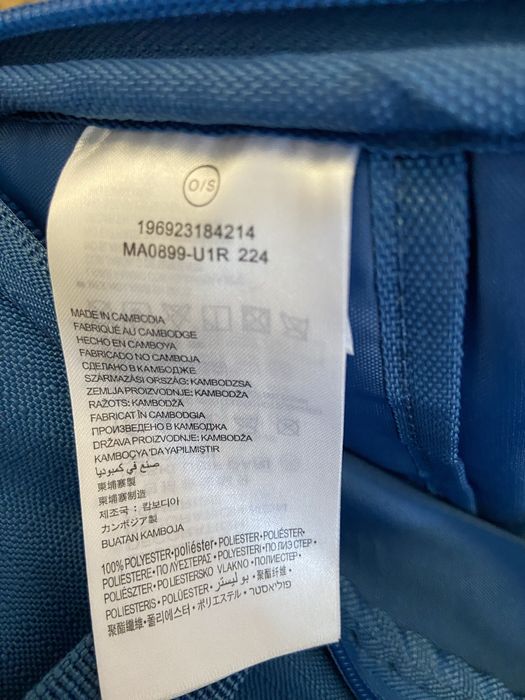 O/S
196923184214
MA0899-U1R 224
MADE IN CAMBODIA
FABRIQUÉ AU CAMBODGE
HECHO EN CAMBOYA
FABRICADO NO CAMBOJA
СДЕЛАНО В КАМБОДЖЕ
SZÁRMAZÁSI ORSZÁG: KAMBODZSA
ZEMLJA PROIZVODNJE: KAMBODŽA
RAŽOTS: KAMBODŽĀ
FABRICAT ÎN CAMBODGIA
ПРОИЗВЕДЕНО В КАМБОДЖА
DRŽAVA PROIZVODNJE: KAMBODŽA
KAMBOÇYA'DA YAPILMIŞTIR
صنع في كمبوديا
柬埔寨製
柬埔寨制造
제조국 : 캄보디아
カンボジア製
BUATAN KAMBOJA
100% POLYESTER•poliéster•POLIESTER•POLIÉSTER•
POLIESTERE•ΠΟΛΥΕΣΤΕΡΑΣ•POLYESTERI•ПОЛИЭСТЕР•
POLIÉSZTER•POLIESTERSKO VLAKNO•ПОЛИЕСТЕР•
POLIESTERIS•POLÜESTER•بوليستر•聚酯纤维•
聚酯纖維•폴리에스터•ポリエステル•פוליאסטר